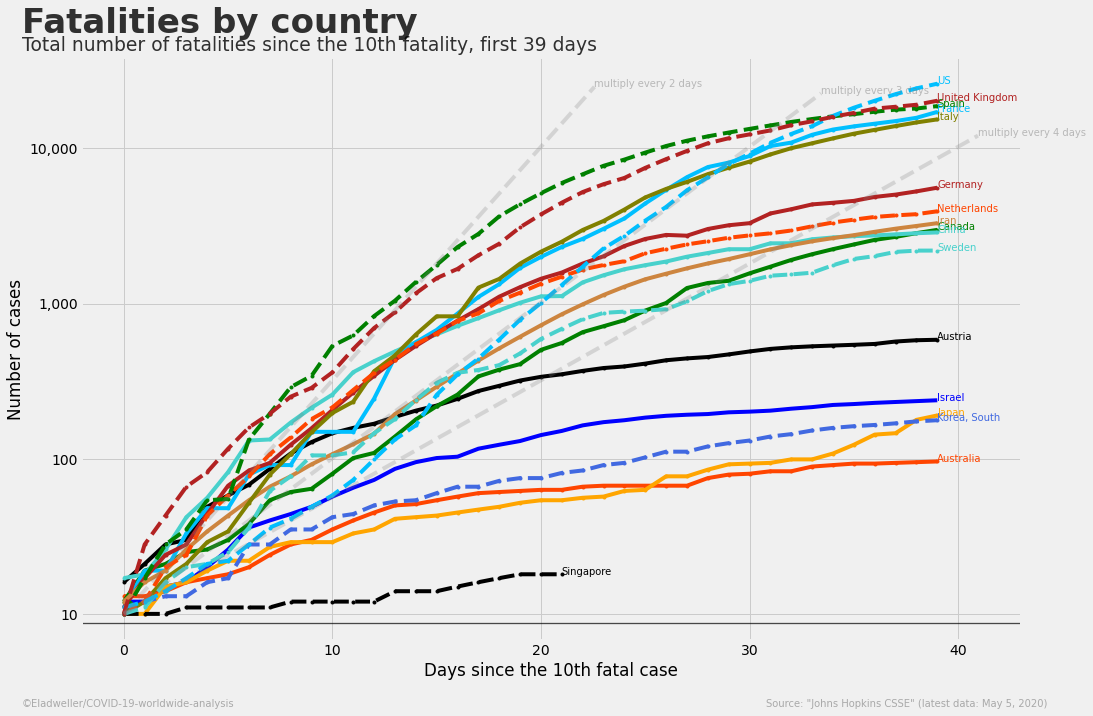 Fatalities by country
Total number of fatalities since the 10th fatality, first 39 days
multiply every 2 days
multiply every 3 days
multiply every 4 days
US
United Kingdom
Spain
France
Italy
Germany
Netherlands
Iran
Canada
China
Sweden
Austria
Israel
Japan
Korea, South
Australia
Singapore
Number of cases
10,000
1,000
100
10
0
10
20
30
40
Days since the 10th fatal case
©Eladweller/COVID-19-worldwide-analysis
Source: "Johns Hopkins CSSE" (latest data: May 5, 2020)